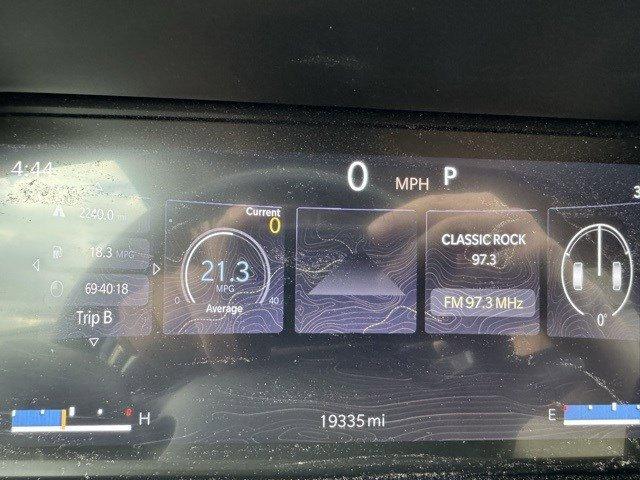 4:44
0 MPH P
3
2240.0 mi
18.3 MPG
69:40:18
Trip B
Current
0
21.3
MPG
0 40
Average
CLASSIC ROCK
97.3
FM 97.3 MHz
0°
H
19335 mi
E